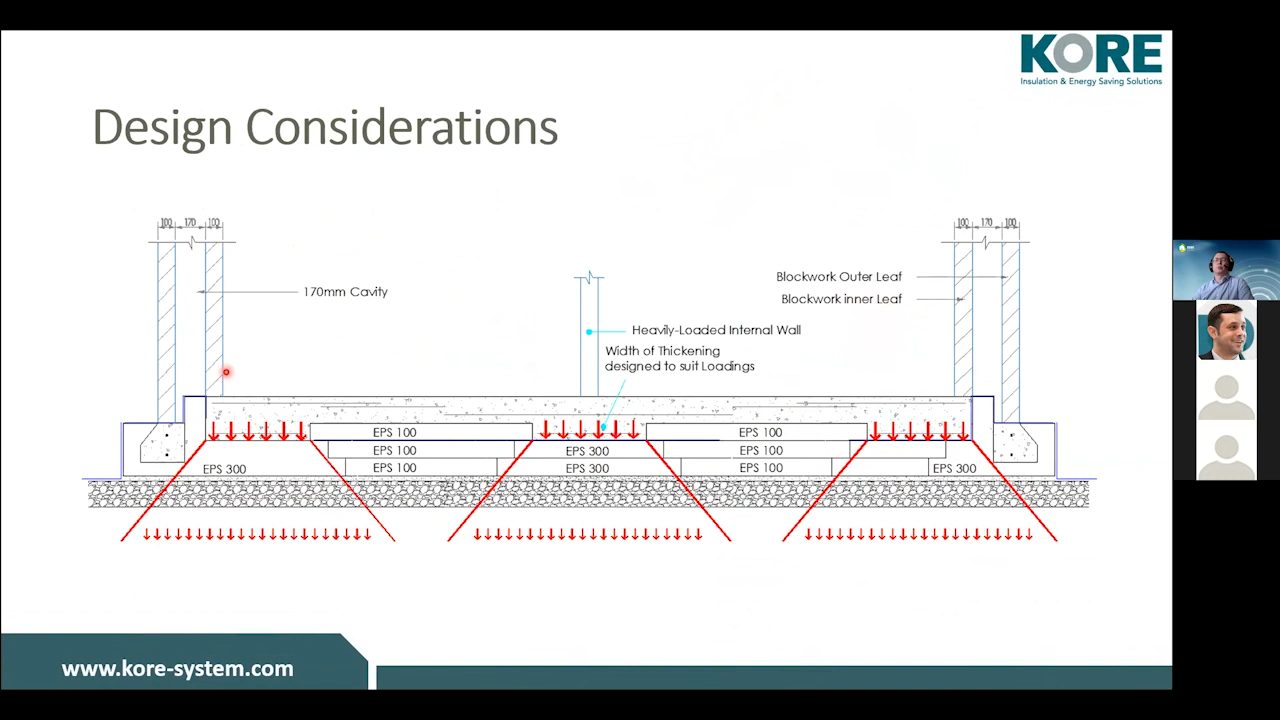 KORE
Insulation & Energy Saving Solutions
Design Considerations
100 170 100
100 170 100
170mm Cavity
Blockwork Outer Leaf
Blockwork inner Leaf
Heavily-Loaded Internal Wall
Width of Thickening
designed to suit Loadings
EPS 100
EPS 100
EPS 100
EPS 300
EPS 100
EPS 300
EPS 100
EPS 300
EPS 100
EPS 300
EPS 100
EPS 300
www.kore-system.com